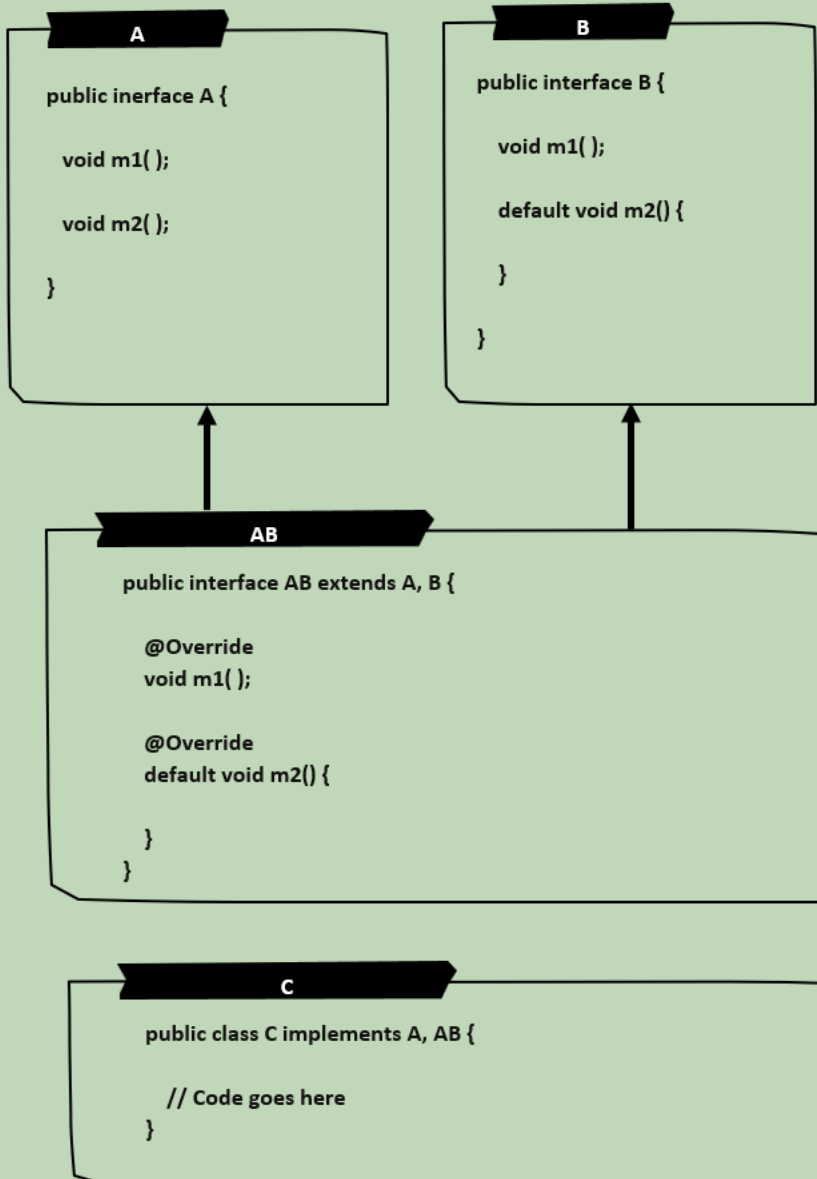 A
public inerface A {
void m1( );
void m2( );
}
B
public interface B {
void m1( );
default void m2() {
}
}
AB
public interface AB extends A, B {
@Override
void m1( );
@Override
default void m2() {
}
}
C
public class C implements A, AB {
// Code goes here
}